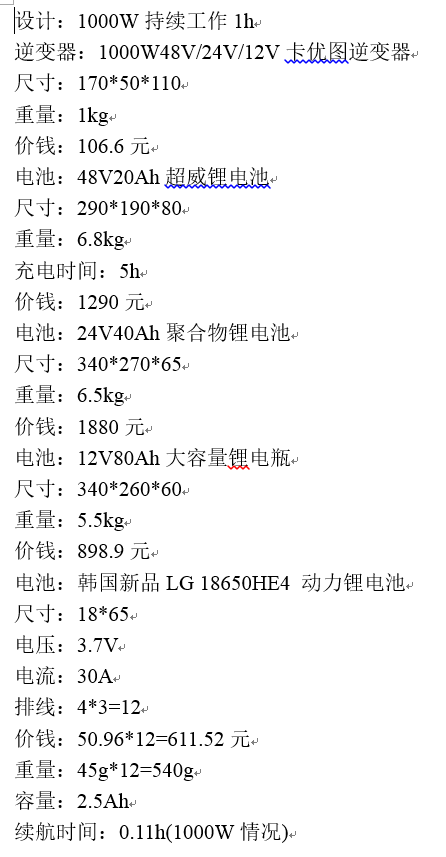 设计：1000W 持续工作 1h
逆变器：1000W48V/24V/12V 卡优图逆变器
尺寸：170*50*110
重量：1kg
价钱：106.6 元
电池：48V20Ah 超威锂电池
尺寸：290*190*80
重量：6.8kg
充电时间：5h
价钱：1290 元
电池：24V40Ah 聚合物锂电池
尺寸：340*270*65
重量：6.5kg
价钱：1880 元
电池：12V80Ah 大容量锂电瓶
尺寸：340*260*60
重量：5.5kg
价钱：898.9 元
电池：韩国新品 LG 18650HE4 动力锂电池
尺寸：18*65
电压：3.7V
电流：30A
排线：4*3=12
价钱：50.96*12=611.52 元
重量：45g*12=540g
容量：2.5Ah
续航时间：0.11h(1000W 情况)